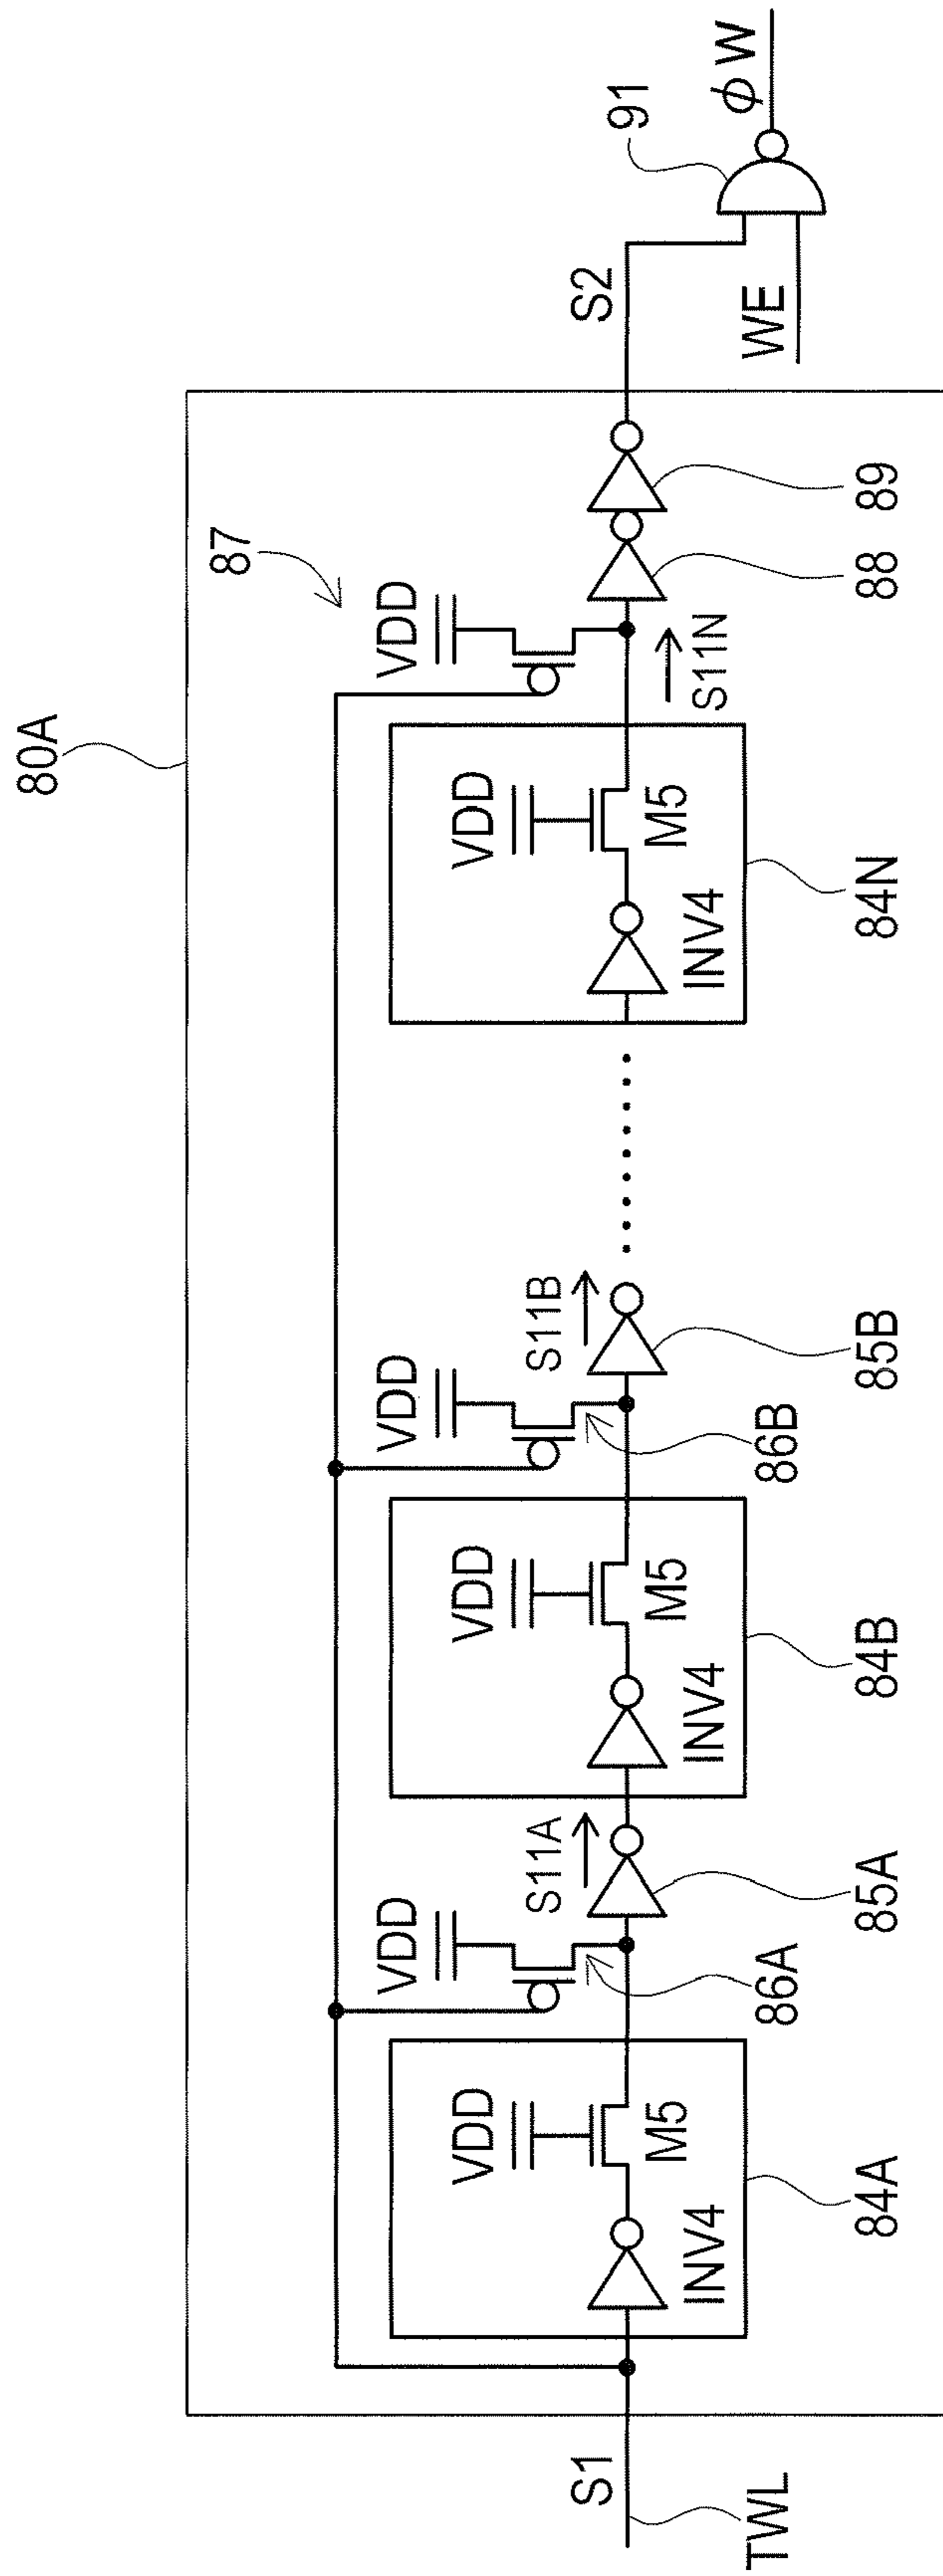 80A
87
VDD
VDD
VDD
S1
TWL
VDD
INV4
M5
84A
86A
S11A
85A
VDD
INV4
M5
84B
86B
S11B
85B
VDD
INV4
M5
84N
S11N
88
89
S2
WE
91
ϕW